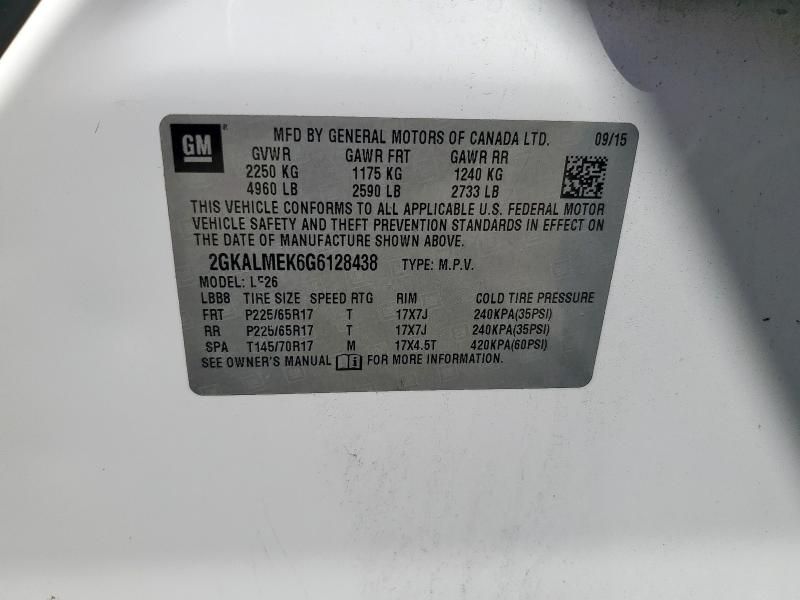 GM
MFD BY GENERAL MOTORS OF CANADA LTD. 09/15
GVWR GAWR FRT GAWR RR
2250 KG 1175 KG 1240 KG
4960 LB 2590 LB 2733 LB
THIS VEHICLE CONFORMS TO ALL APPLICABLE U.S. FEDERAL MOTOR
VEHICLE SAFETY AND THEFT PREVENTION STANDARDS IN EFFECT ON
THE DATE OF MANUFACTURE SHOWN ABOVE.
2GKALMEK6G6128438 TYPE: M.P.V.
MODEL:
LBB8 TIRE SIZE SPEED RTG RIM COLD TIRE PRESSURE
FRT P225/65R17 T 17X7J 240KPA(35PSI)
RR P225/65R17 T 17X7J 240KPA(35PSI)
SPA T145/70R17 M 17X4.5T 420KPA(60PSI)
SEE OWNER'S MANUAL FOR MORE INFORMATION.